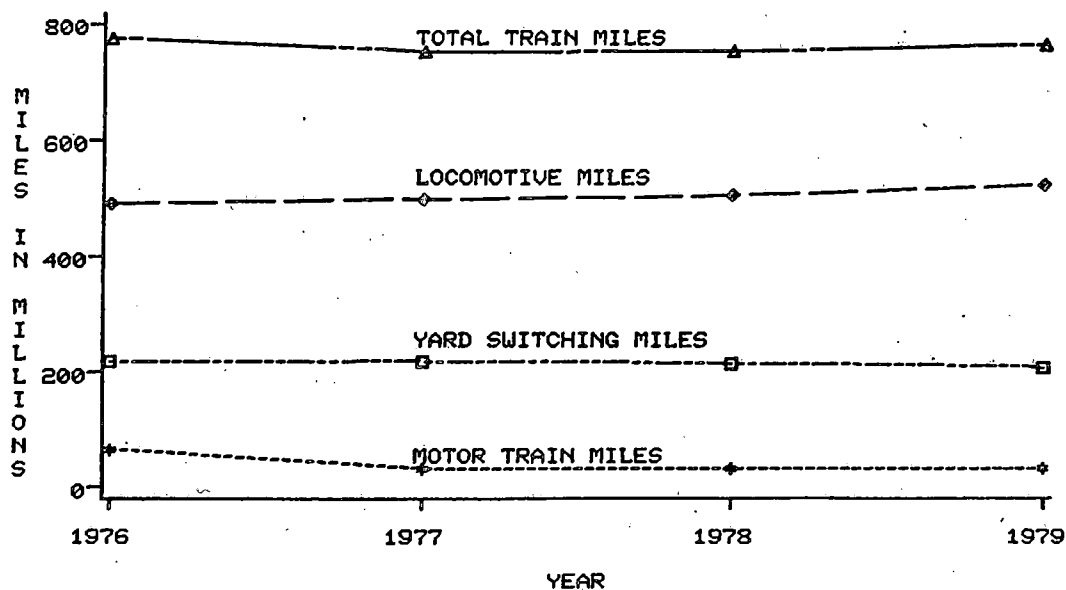 800
TOTAL TRAIN MILES
600
LOCOMOTIVE MILES
MILES IN MILLIONS
400
YARD SWITCHING MILES
200
MOTOR TRAIN MILES
0
1976 1977 1978 1979
YEAR